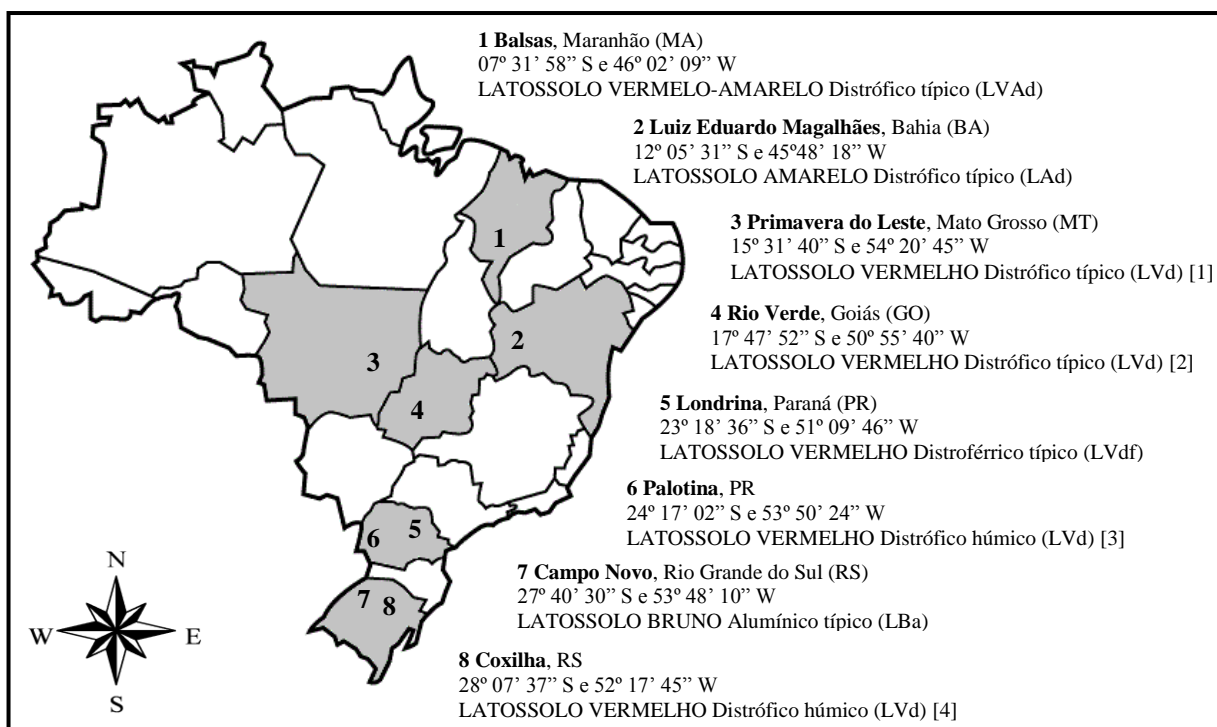 1 Balsas, Maranhão (MA)
07º 31’ 58” S e 46º 02’ 09” W
LATOSSOLO VERMELO-AMARELO Distrófico típico (LVAd)
2 Luiz Eduardo Magalhães, Bahia (BA)
12º 05’ 31” S e 45º48’ 18” W
LATOSSOLO AMARELO Distrófico típico (LAd)
3 Primavera do Leste, Mato Grosso (MT)
15º 31’ 40” S e 54º 20’ 45” W
LATOSSOLO VERMELHO Distrófico típico (LVd) [1]
4 Rio Verde, Goiás (GO)
17º 47’ 52” S e 50º 55’ 40” W
LATOSSOLO VERMELHO Distrófico típico (LVd) [2]
5 Londrina, Paraná (PR)
23º 18’ 36” S e 51º 09’ 46” W
LATOSSOLO VERMELHO Distroférrico típico (LVdf)
6 Palotina, PR
24º 17’ 02” S e 53º 50’ 24” W
LATOSSOLO VERMELHO Distrófico húmico (LVd) [3]
7 Campo Novo, Rio Grande do Sul (RS)
27º 40’ 30” S e 53º 48’ 10” W
LATOSSOLO BRUNO Alumínico típico (LBa)
8 Coxilha, RS
28º 07’ 37” S e 52º 17’ 45” W
LATOSSOLO VERMELHO Distrófico húmico (LVd) [4]
1
2
3
4
5
6
7 8
N
W E
S